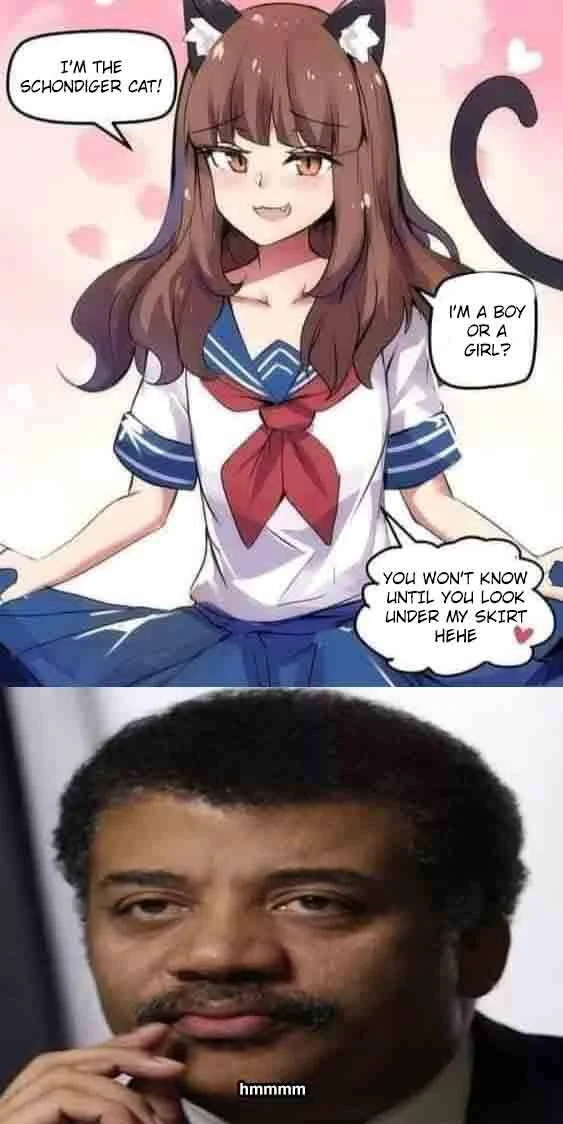 I'M THE
SCHONDIGER CAT!
I'M A BOY
OR A
GIRL?
YOU WON'T KNOW
UNTIL YOU LOOK
UNDER MY SKIRT
HEHE
hmmmm